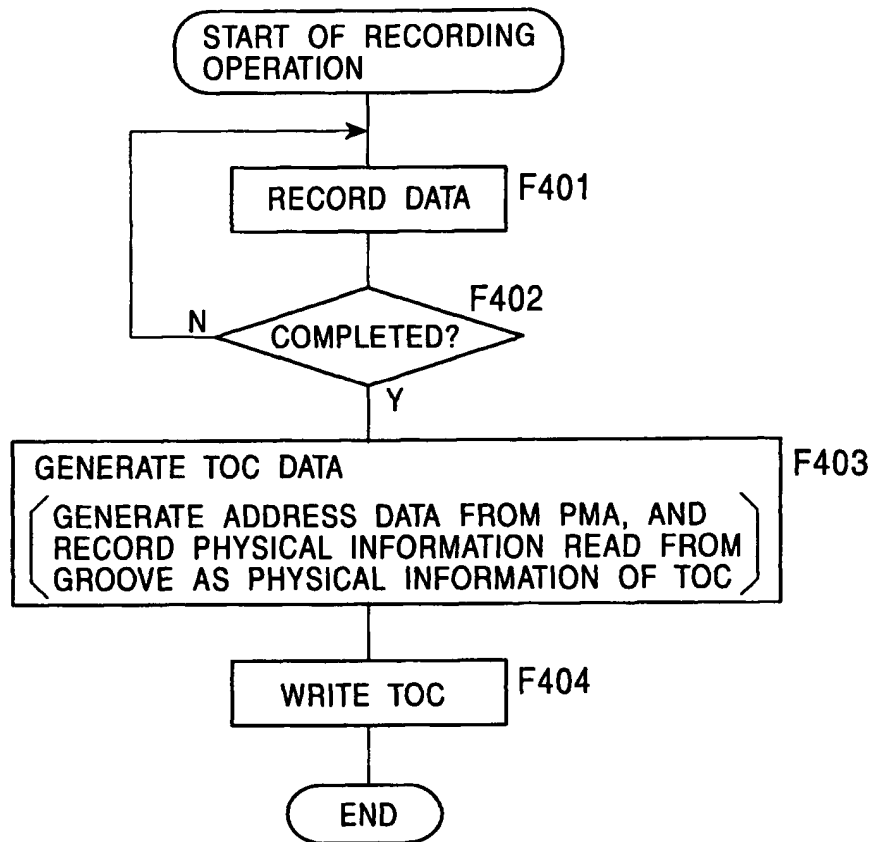 START OF RECORDING
OPERATION
RECORD DATA
F401
F402
COMPLETED?
N
Y
GENERATE TOC DATA
F403
GENERATE ADDRESS DATA FROM PMA, AND
RECORD PHYSICAL INFORMATION READ FROM
GROOVE AS PHYSICAL INFORMATION OF TOC
WRITE TOC
F404
END